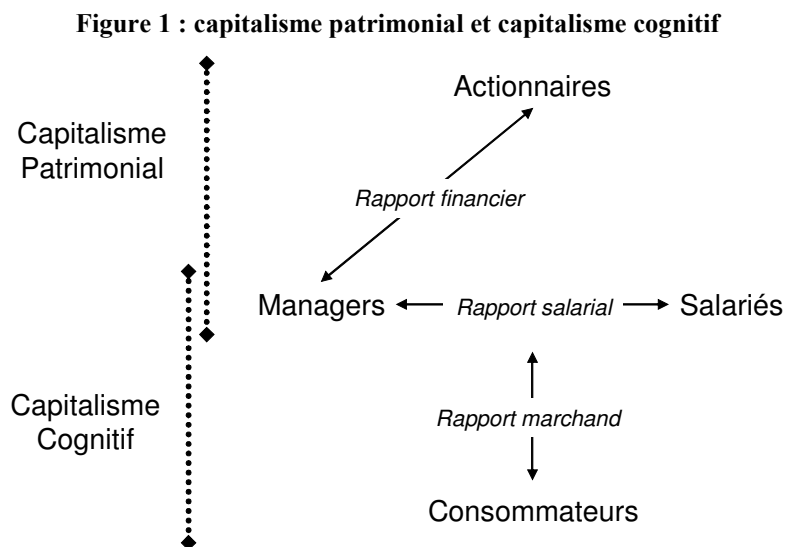 Figure 1 : capitalisme patrimonial et capitalisme cognitif
Actionnaires
Capitalisme
Patrimonial
Rapport financier
Managers
Rapport salarial
Salariés
Capitalisme
Cognitif
Rapport marchand
Consommateurs